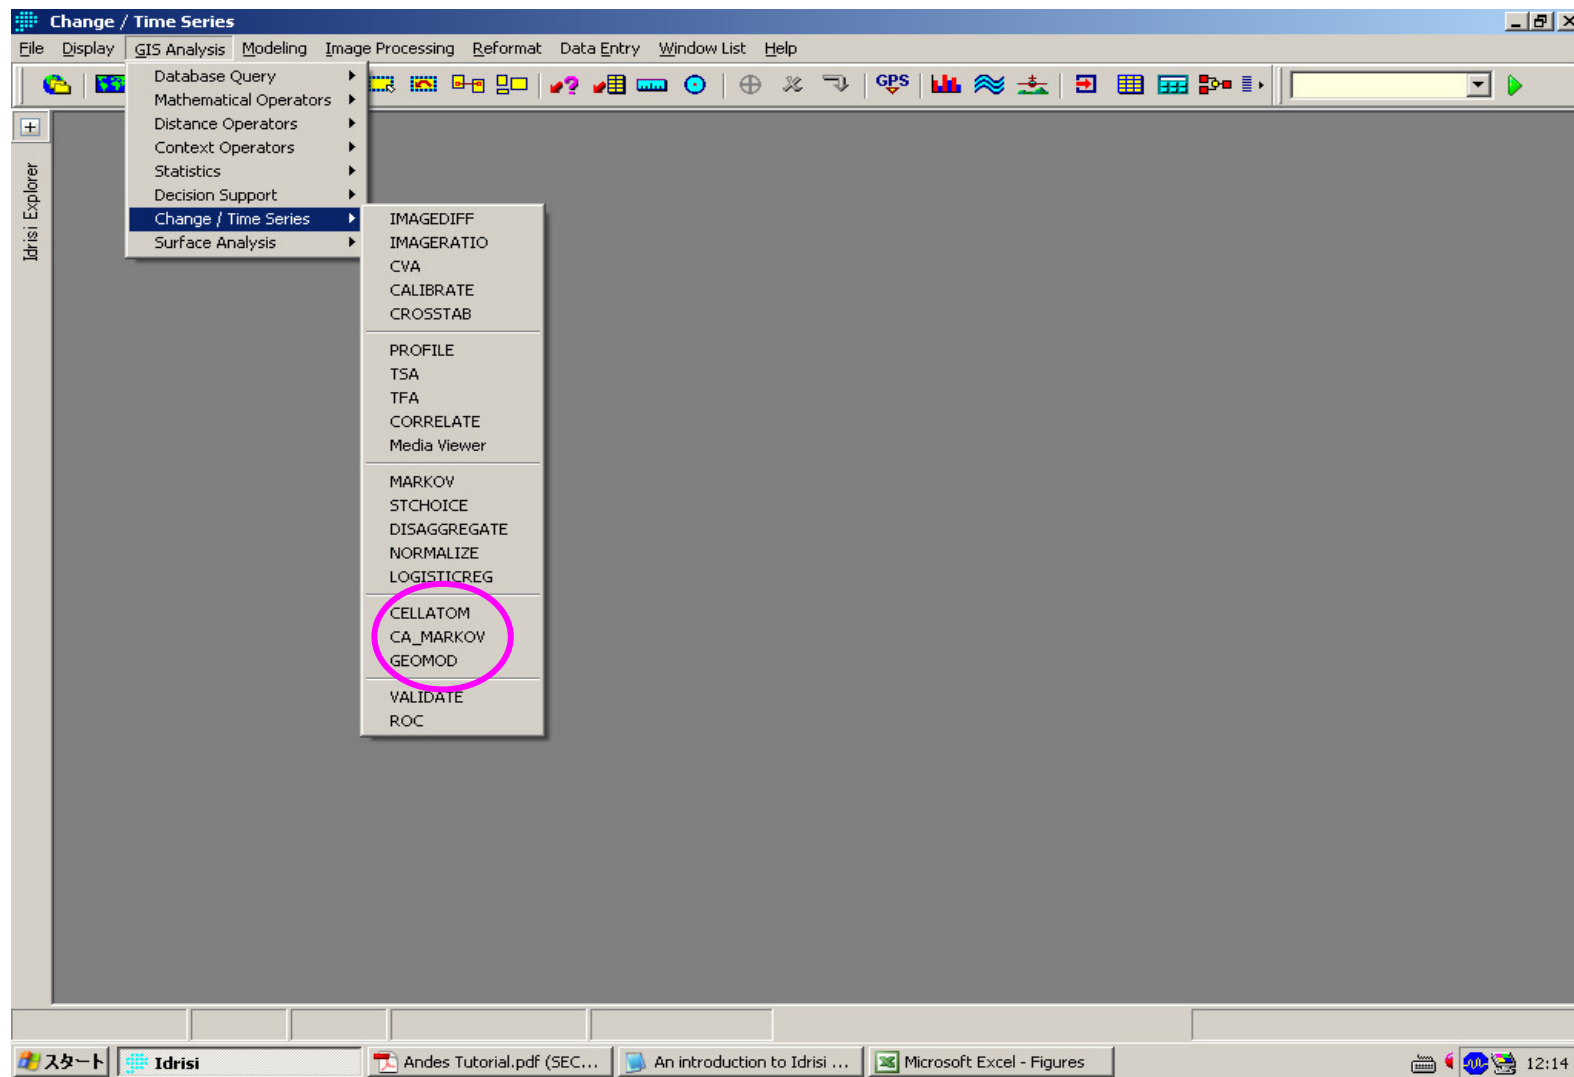 Change / Time Series
File Display GIS Analysis Modeling Image Processing Reformat Data Entry Window List Help
GPS
Idrisi Explorer
Database Query
Mathematical Operators
Distance Operators
Context Operators
Statistics
Decision Support
Change / Time Series
Surface Analysis
IMAGEDIFF
IMAGERATIO
CVA
CALIBRATE
CROSSTAB
PROFILE
TSA
TFA
CORRELATE
Media Viewer
MARKOV
STCHOICE
DISAGGREGATE
NORMALIZE
LOGISTICREG
CELLATOM
CA_MARKOV
GEOMOD
VALIDATE
ROC
スタート Idrisi Andes Tutorial.pdf (SEC... An introduction to Idrisi ... Microsoft Excel - Figures 12:14